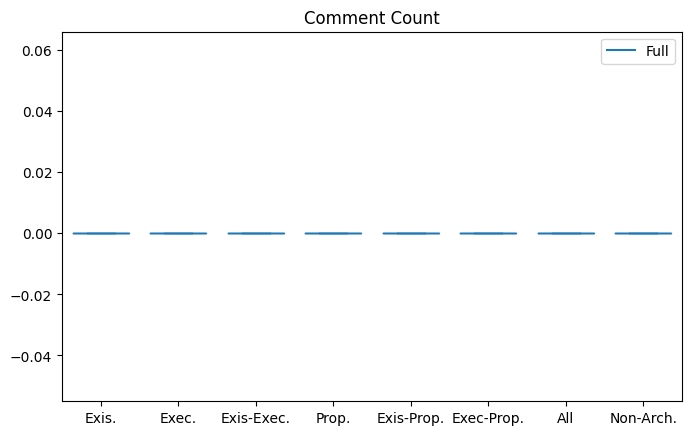 Comment Count
Full
0.06
0.04
0.02
0.00
−0.02
−0.04
Exis. Exec. Exis-Exec. Prop. Exis-Prop. Exec-Prop. All Non-Arch.